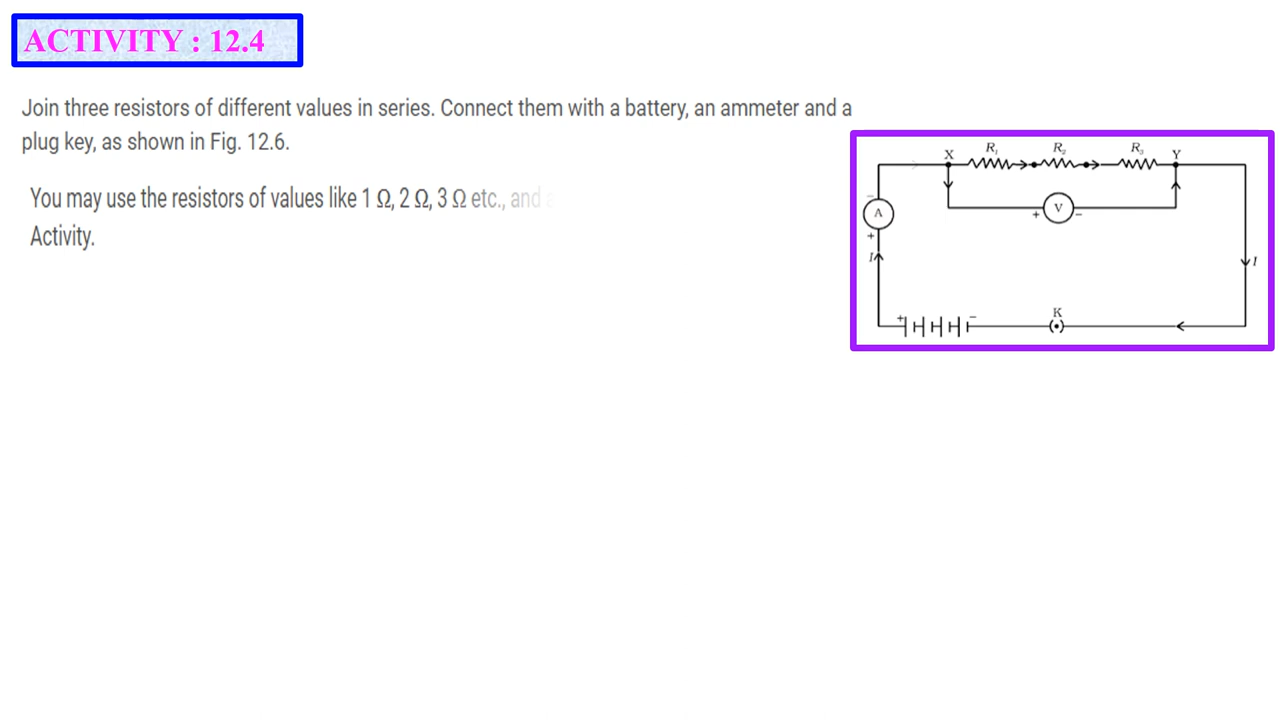 ACTIVITY : 12.4
Join three resistors of different values in series. Connect them with a battery, an ammeter and a
plug key, as shown in Fig. 12.6.
You may use the resistors of values like 1 Ω, 2 Ω, 3 Ω etc., and
Activity.
X R₁ R₂ R₃ Y
− A +
+ V −
I
I
+ −
K